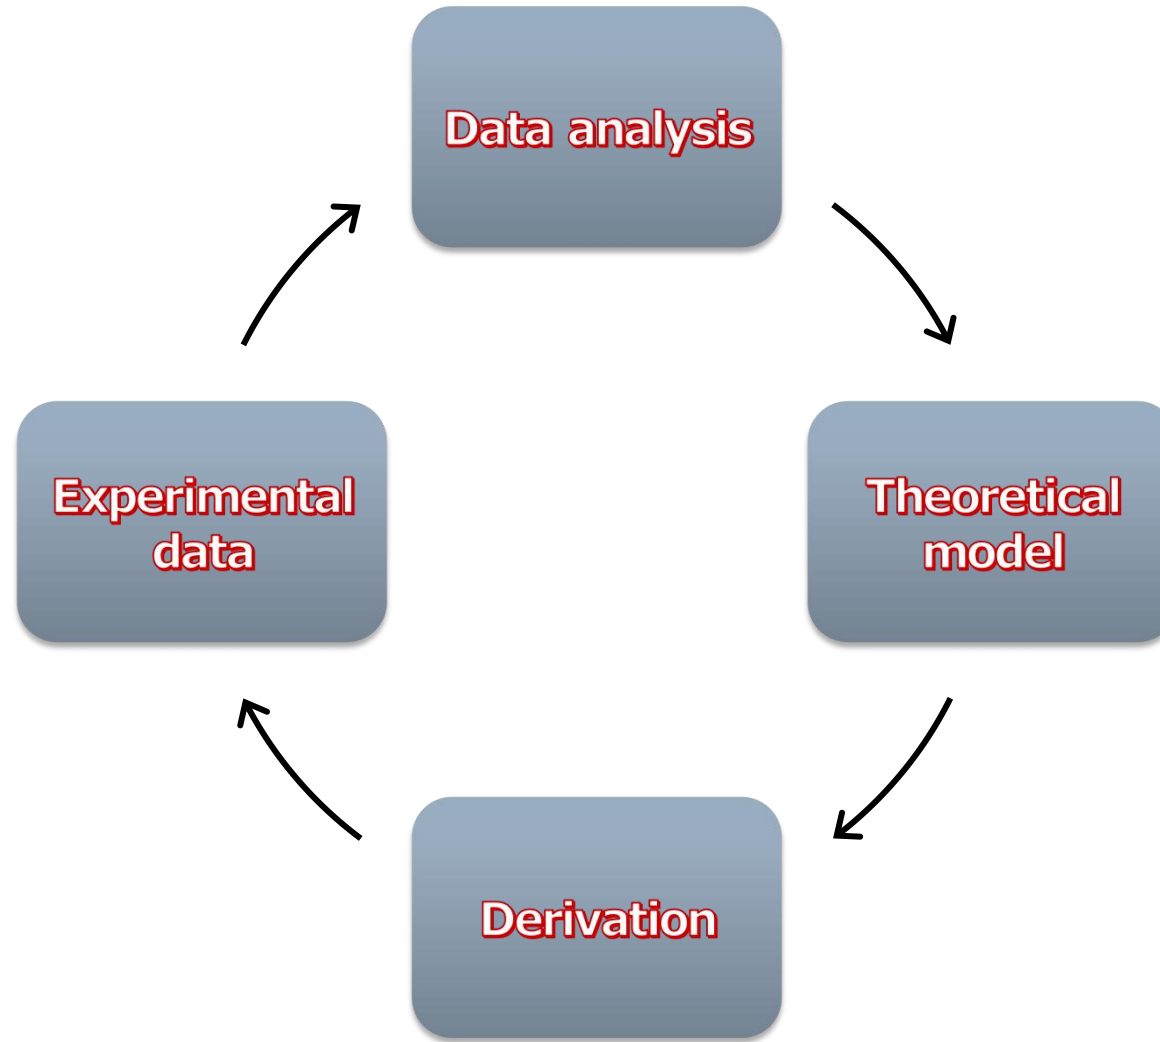 Data analysis
Experimental
data
Theoretical
model
Derivation